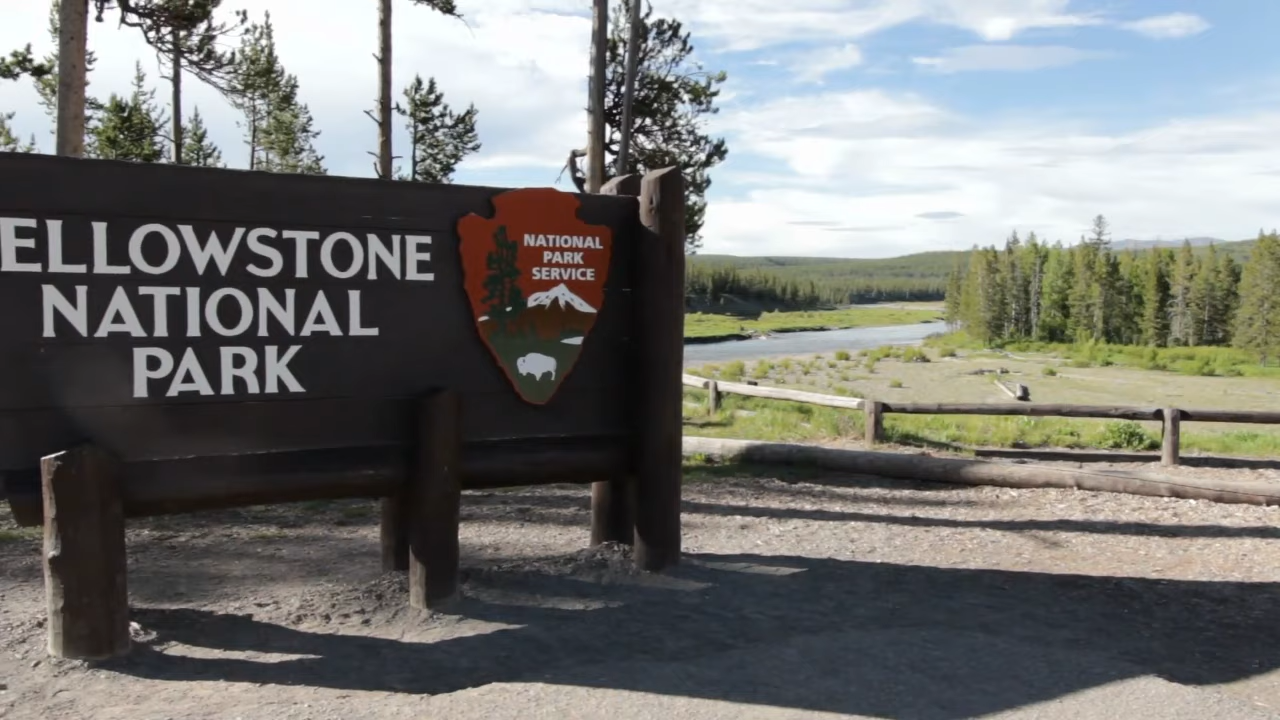 ELLOWSTONE
NATIONAL
PARK
NATIONAL
PARK
SERVICE